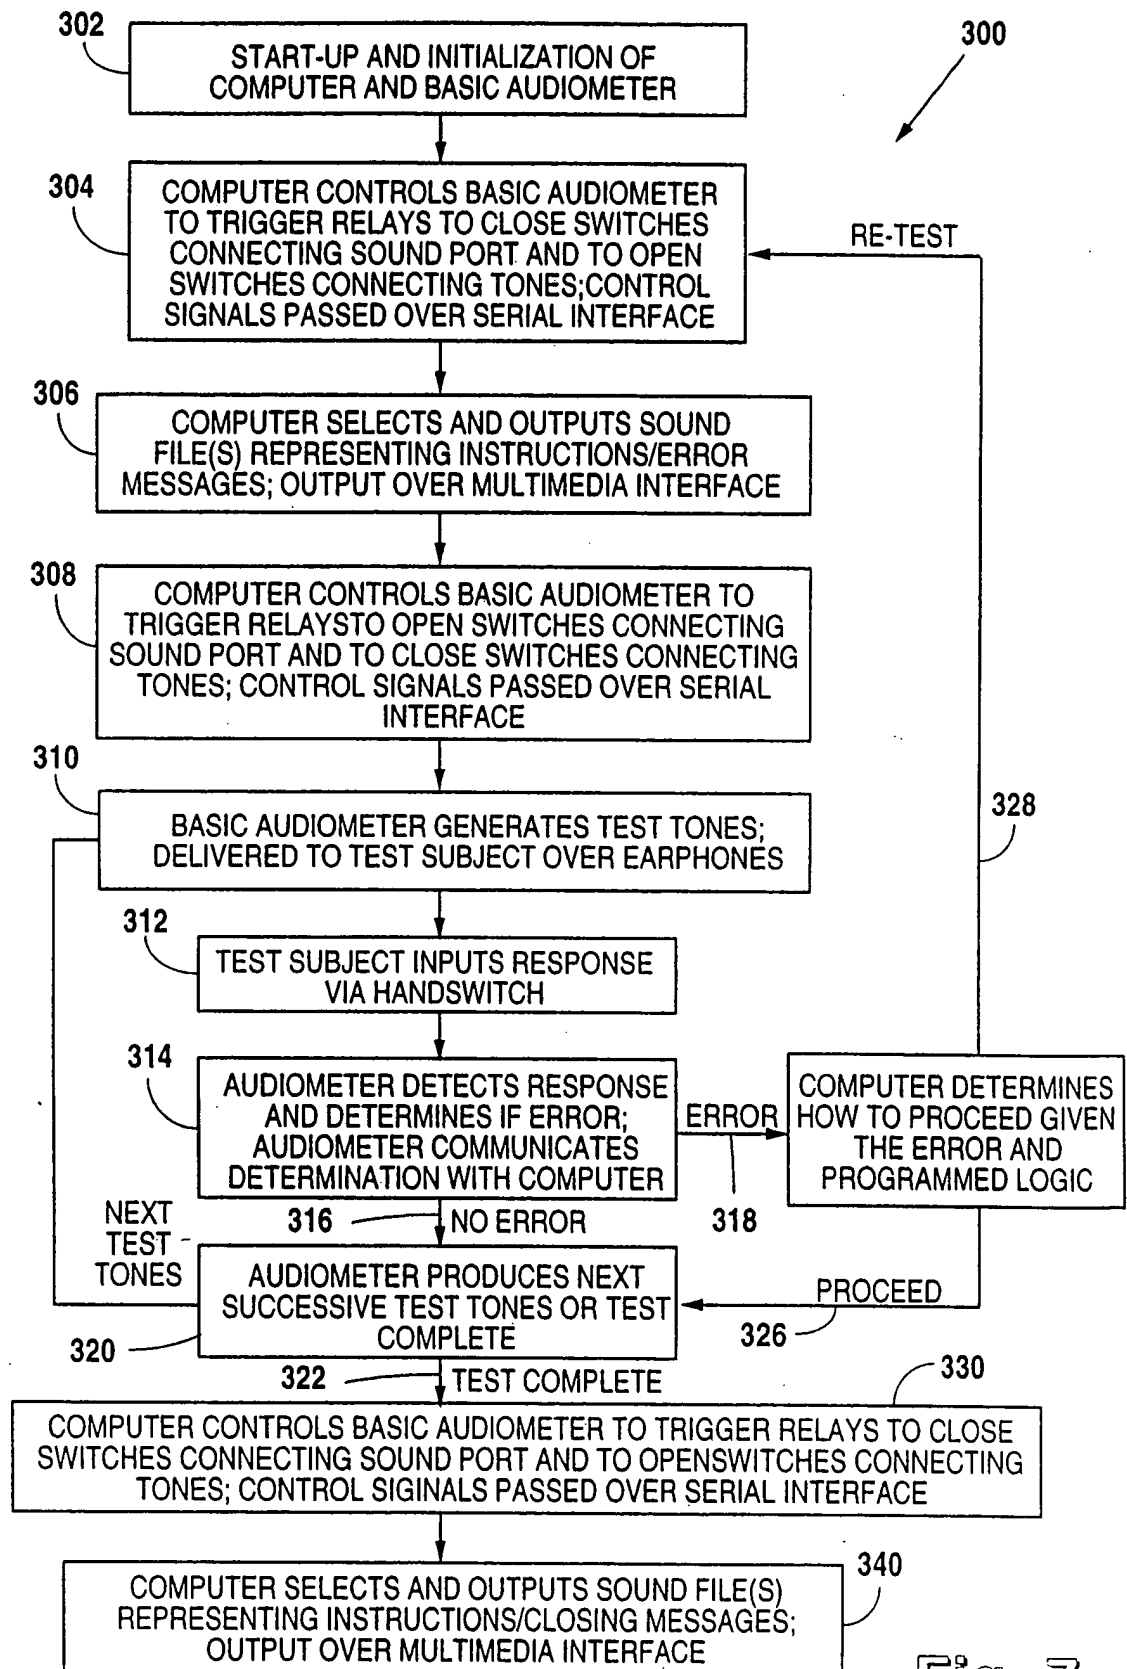 302
300
START-UP AND INITIALIZATION OF
COMPUTER AND BASIC AUDIOMETER
304
COMPUTER CONTROLS BASIC AUDIOMETER
TO TRIGGER RELAYS TO CLOSE SWITCHES
CONNECTING SOUND PORT AND TO OPEN
SWITCHES CONNECTING TONES;CONTROL
SIGNALS PASSED OVER SERIAL INTERFACE
RE-TEST
306
COMPUTER SELECTS AND OUTPUTS SOUND
FILE(S) REPRESENTING INSTRUCTIONS/ERROR
MESSAGES; OUTPUT OVER MULTIMEDIA INTERFACE
308
COMPUTER CONTROLS BASIC AUDIOMETER TO
TRIGGER RELAYSTO OPEN SWITCHES CONNECTING
SOUND PORT AND TO CLOSE SWITCHES CONNECTING
TONES; CONTROL SIGNALS PASSED OVER SERIAL
INTERFACE
310
BASIC AUDIOMETER GENERATES TEST TONES;
DELIVERED TO TEST SUBJECT OVER EARPHONES
328
312
TEST SUBJECT INPUTS RESPONSE
VIA HANDSWITCH
314
AUDIOMETER DETECTS RESPONSE
AND DETERMINES IF ERROR;
AUDIOMETER COMMUNICATES
DETERMINATION WITH COMPUTER
ERROR
318
COMPUTER DETERMINES
HOW TO PROCEED GIVEN
THE ERROR AND
PROGRAMMED LOGIC
316
NO ERROR
NEXT
TEST
TONES
AUDIOMETER PRODUCES NEXT
SUCCESSIVE TEST TONES OR TEST
COMPLETE
PROCEED
326
320
322
TEST COMPLETE
330
COMPUTER CONTROLS BASIC AUDIOMETER TO TRIGGER RELAYS TO CLOSE
SWITCHES CONNECTING SOUND PORT AND TO OPENSWITCHES CONNECTING
TONES; CONTROL SIGINALS PASSED OVER SERIAL INTERFACE
340
COMPUTER SELECTS AND OUTPUTS SOUND FILE(S)
REPRESENTING INSTRUCTIONS/CLOSING MESSAGES;
OUTPUT OVER MULTIMEDIA INTERFACE